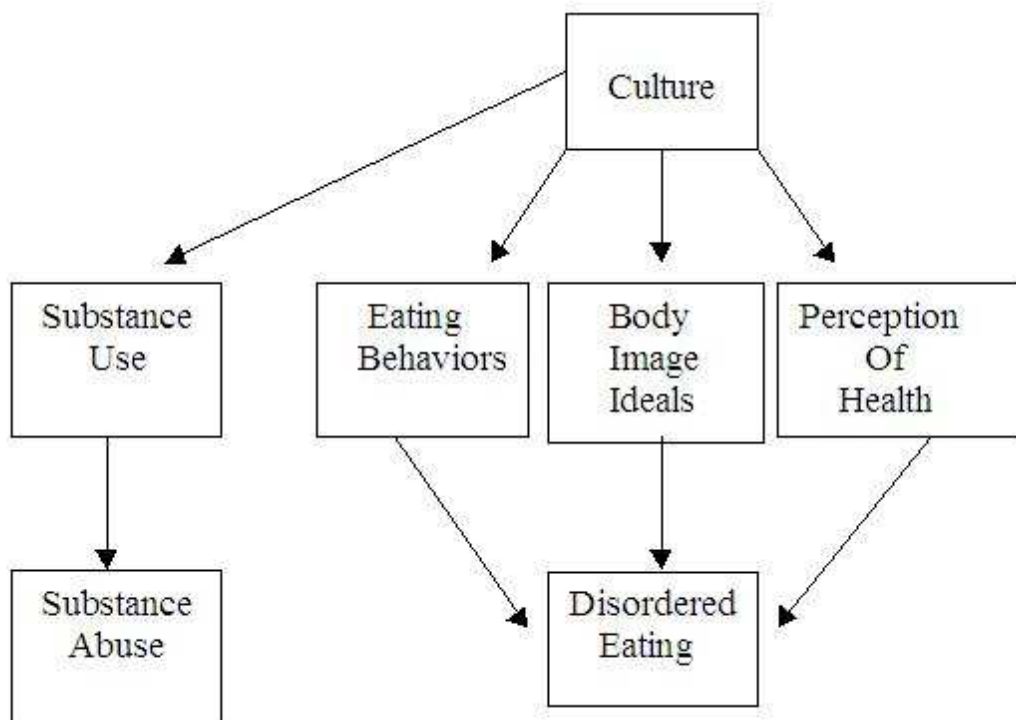 Culture
Substance
Use
Eating
Behaviors
Body
Image
Ideals
Perception
Of
Health
Substance
Abuse
Disordered
Eating